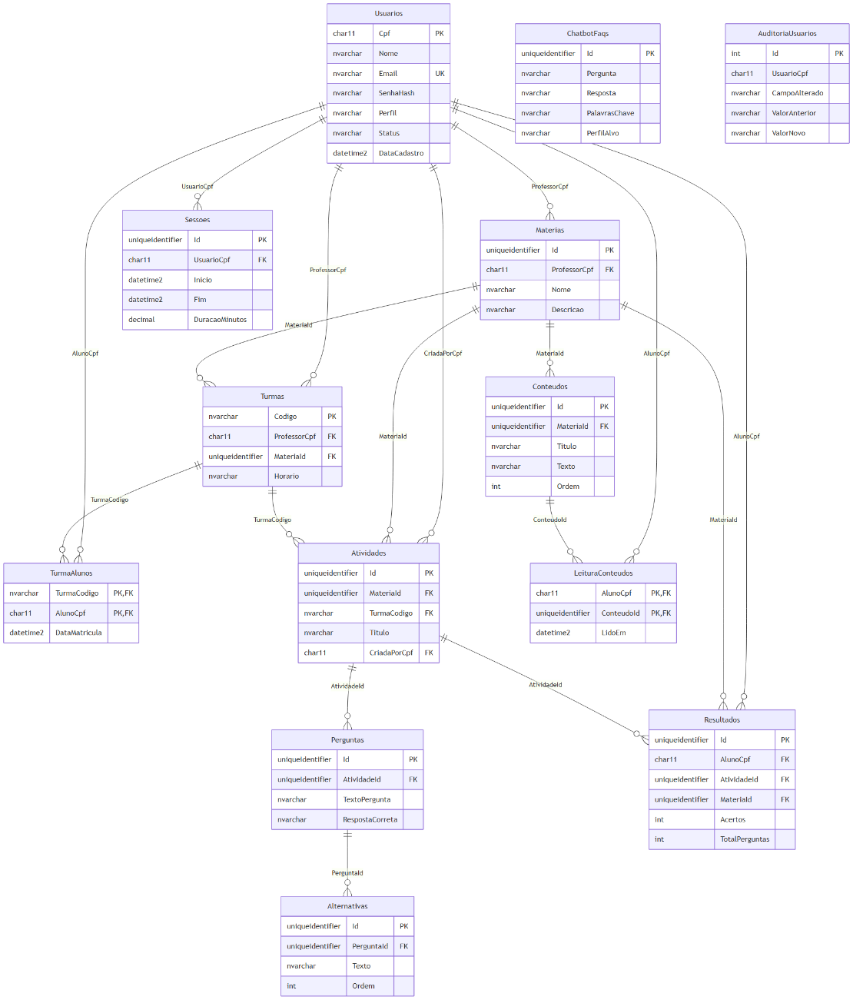 Usuarios
char11 Cpf PK
nvarchar Nome
nvarchar Email UK
nvarchar SenhaHash
nvarchar Perfil
nvarchar Status
datetime2 DataCadastro
ChatbotFaqs
uniqueidentifier Id PK
nvarchar Pergunta
nvarchar Resposta
nvarchar PalavrasChave
nvarchar PerfilAlvo
AuditoriaUsuarios
int Id PK
char11 UsuarioCpf
nvarchar CampoAlterado
nvarchar ValorAnterior
nvarchar ValorNovo
UsuarioCpf
ProfessorCpf
Sessoes
uniqueidentifier Id PK
char11 UsuarioCpf FK
datetime2 Inicio
datetime2 Fim
decimal DuracaoMinutos
Materias
uniqueidentifier Id PK
char11 ProfessorCpf FK
nvarchar Nome
nvarchar Descricao
ProfessorCpf
MateriaId
AlunoCpf
CriadaPorCpf
MateriaId
AlunoCpf
Turmas
nvarchar Codigo PK
char11 ProfessorCpf FK
uniqueidentifier MateriaId FK
nvarchar Horario
Conteudos
uniqueidentifier Id PK
uniqueidentifier MateriaId FK
nvarchar Titulo
nvarchar Texto
int Ordem
MateriaId
AlunoCpf
TurmaCodigo
TurmaCodigo
ConteudoId
MateriaId
TurmaAlunos
nvarchar TurmaCodigo PK,FK
char11 AlunoCpf PK,FK
datetime2 DataMatricula
Atividades
uniqueidentifier Id PK
uniqueidentifier MateriaId FK
nvarchar TurmaCodigo FK
nvarchar Titulo
char11 CriadaPorCpf FK
LeituraConteudos
char11 AlunoCpf PK,FK
uniqueidentifier ConteudoId PK,FK
datetime2 LidoEm
AtividadeId
AtividadeId
Perguntas
uniqueidentifier Id PK
uniqueidentifier AtividadeId FK
nvarchar TextoPergunta
nvarchar RespostaCorreta
Resultados
uniqueidentifier Id PK
char11 AlunoCpf FK
uniqueidentifier AtividadeId FK
uniqueidentifier MateriaId FK
int Acertos
int TotalPerguntas
PerguntaId
Alternativas
uniqueidentifier Id PK
uniqueidentifier PerguntaId FK
nvarchar Texto
int Ordem